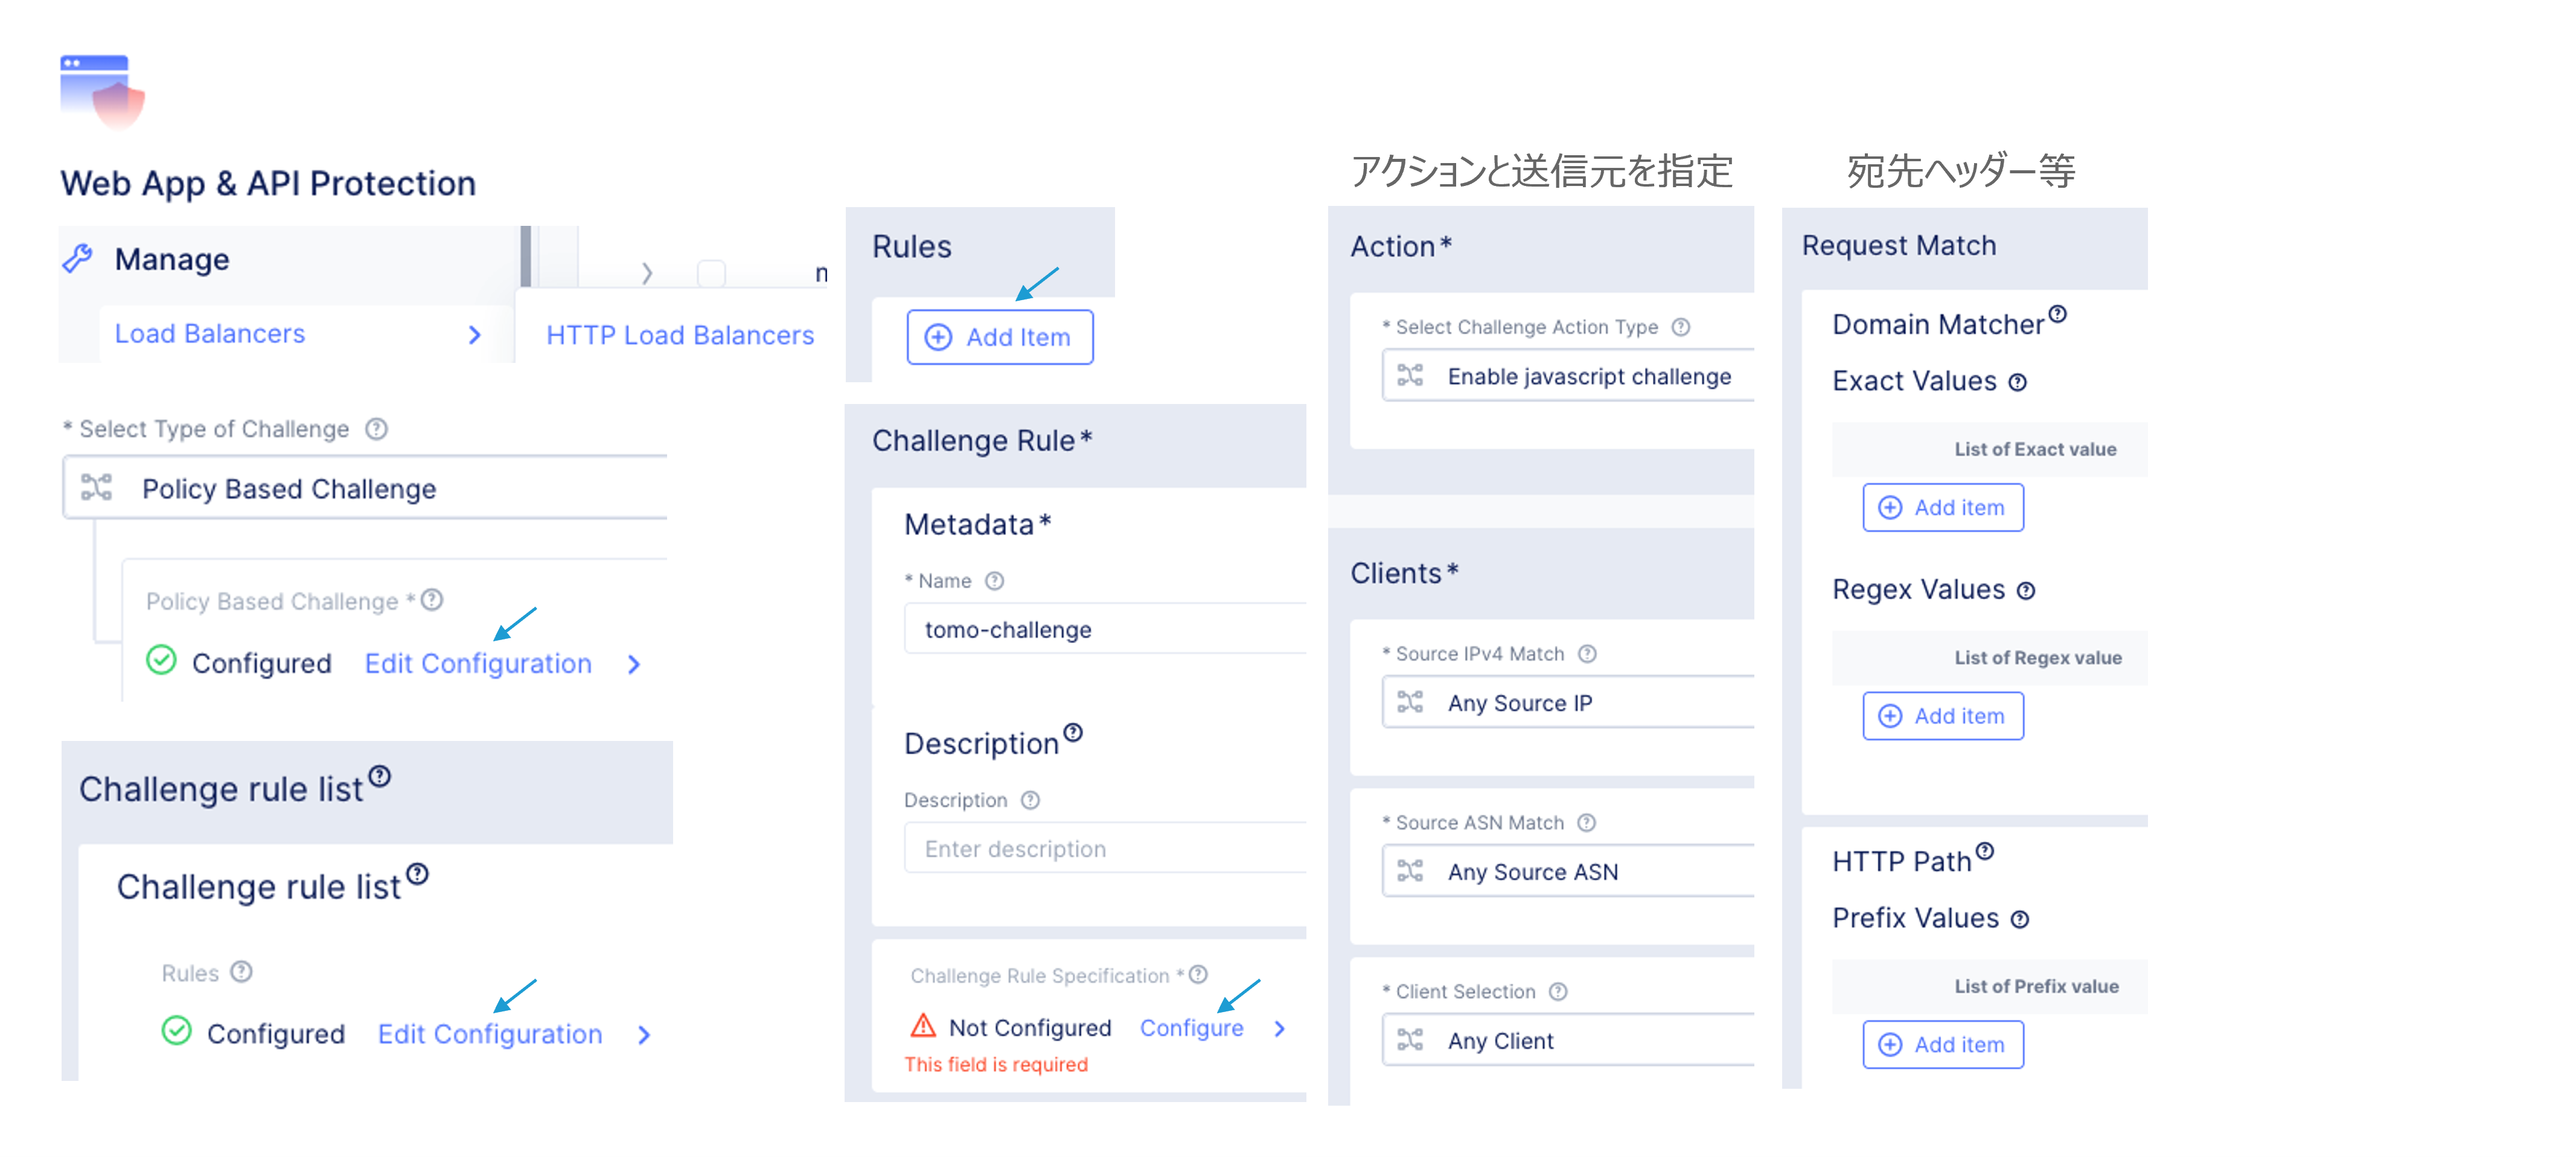 Web App & API Protection
Manage
Load Balancers
HTTP Load Balancers
* Select Type of Challenge
Policy Based Challenge
Policy Based Challenge *
Configured Edit Configuration
Challenge rule list
Challenge rule list
Rules
Configured Edit Configuration
Rules
Add Item
Challenge Rule*
Metadata*
* Name
tomo-challenge
Description
Description
Enter description
Challenge Rule Specification *
Not Configured Configure
This field is required
アクションと送信元を指定
Action*
* Select Challenge Action Type
Enable javascript challenge
Clients*
* Source IPv4 Match
Any Source IP
* Source ASN Match
Any Source ASN
* Client Selection
Any Client
宛先ヘッダー等
Request Match
Domain Matcher
Exact Values
List of Exact value
Add item
Regex Values
List of Regex value
Add item
HTTP Path
Prefix Values
List of Prefix value
Add item